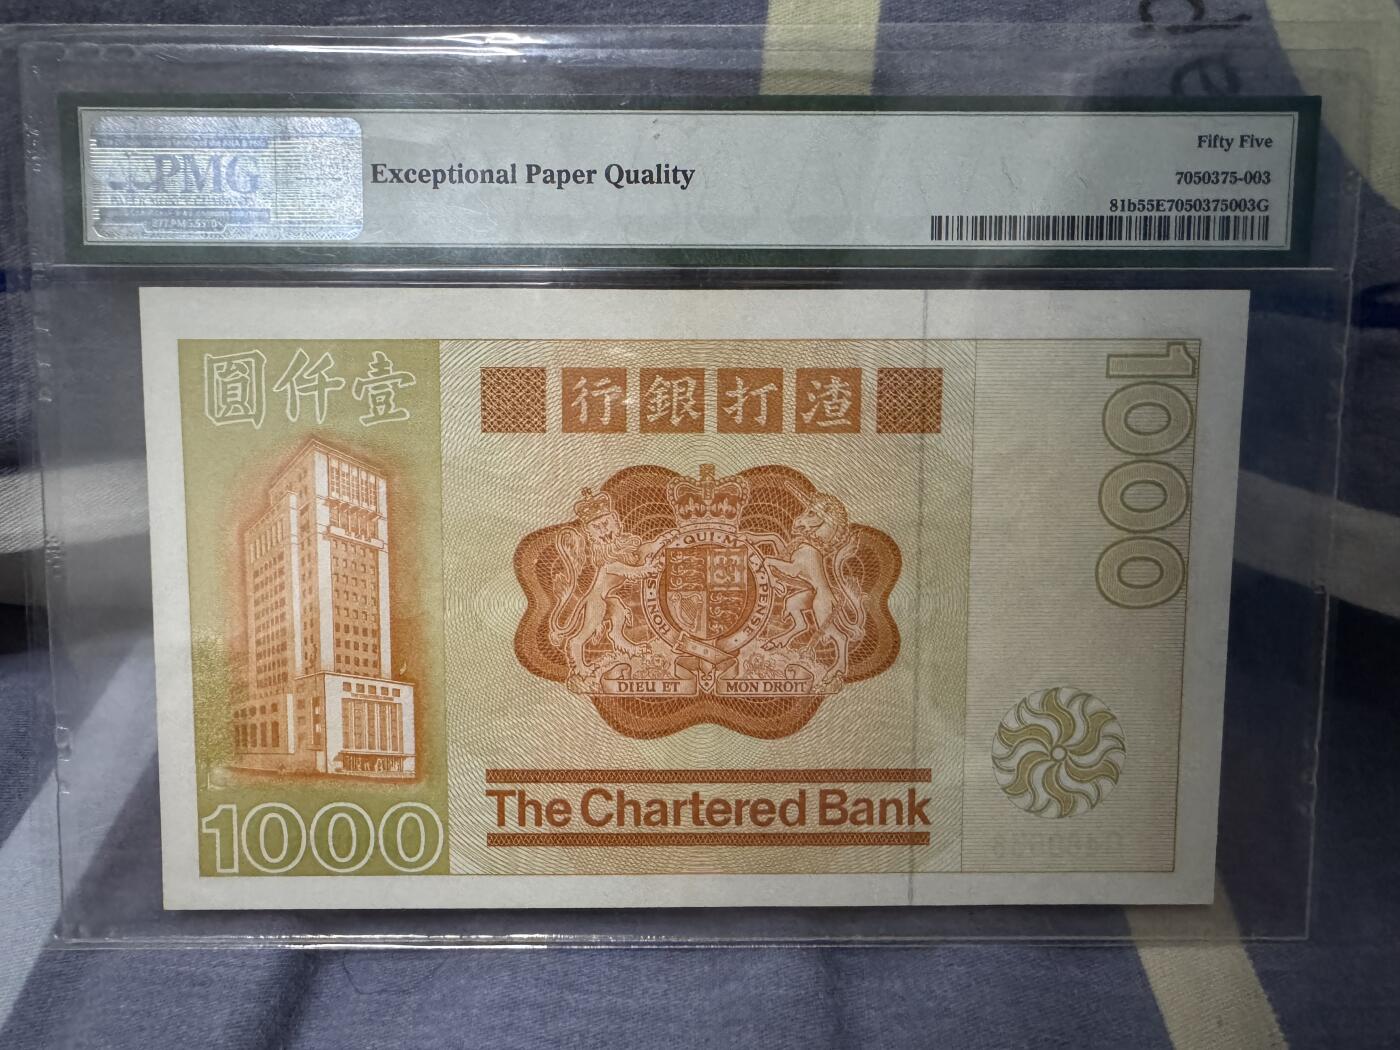 PMG
Exceptional Paper Quality
Fifty Five
7050375-003
81b55E7050375003G
圓仟壹
行銀打渣
1000
HONI·S
QUI·M
Y·PENSE
DIEU ET
MON DROIT
The Chartered Bank
1000